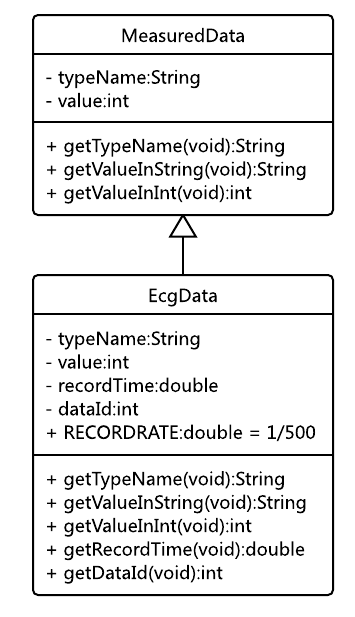 MeasuredData
- typeName:String
- value:int
+ getTypeName(void):String
+ getValueInString(void):String
+ getValueInInt(void):int
EcgData
- typeName:String
- value:int
- recordTime:double
- dataId:int
+ RECORDRATE:double = 1/500
+ getTypeName(void):String
+ getValueInString(void):String
+ getValueInInt(void):int
+ getRecordTime(void):double
+ getDataId(void):int